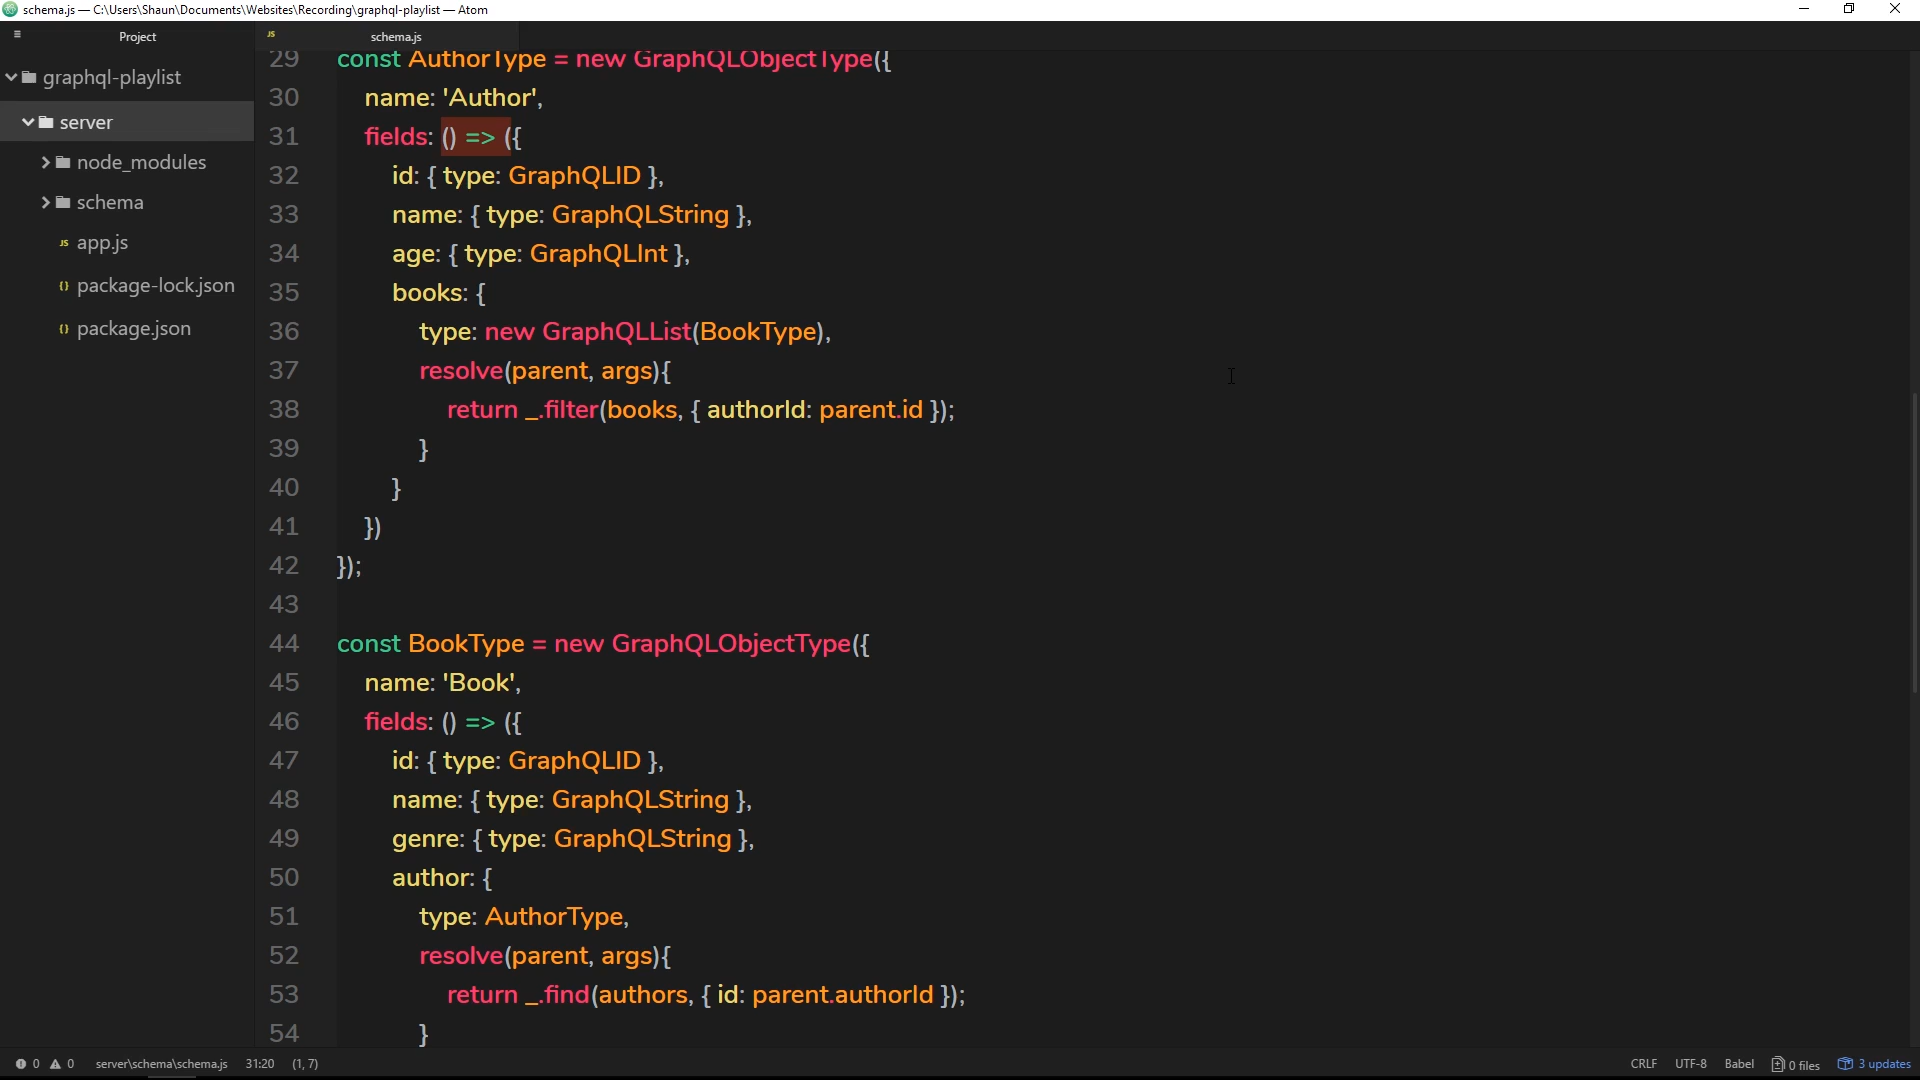 schema.js — C:\Users\Shaun\Documents\Websites\Recording\graphql-playlist — Atom
Project
schema.js
graphql-playlist
server
node_modules
schema
app.js
package-lock.json
package.json
29 const AuthorType = new GraphQLObjectType({
30 name: 'Author',
31 fields: () => ({
32 id: { type: GraphQLID },
33 name: { type: GraphQLString },
34 age: { type: GraphQLInt },
35 books: {
36 type: new GraphQLList(BookType),
37 resolve(parent, args){
38 return _.filter(books, { authorId: parent.id });
39 }
40 }
41 })
42 });
43
44 const BookType = new GraphQLObjectType({
45 name: 'Book',
46 fields: () => ({
47 id: { type: GraphQLID },
48 name: { type: GraphQLString },
49 genre: { type: GraphQLString },
50 author: {
51 type: AuthorType,
52 resolve(parent, args){
53 return _.find(authors, { id: parent.authorId });
54 }
0 0 server\schema\schema.js 31:20 (1, 7) CRLF UTF-8 Babel 0 files 3 updates